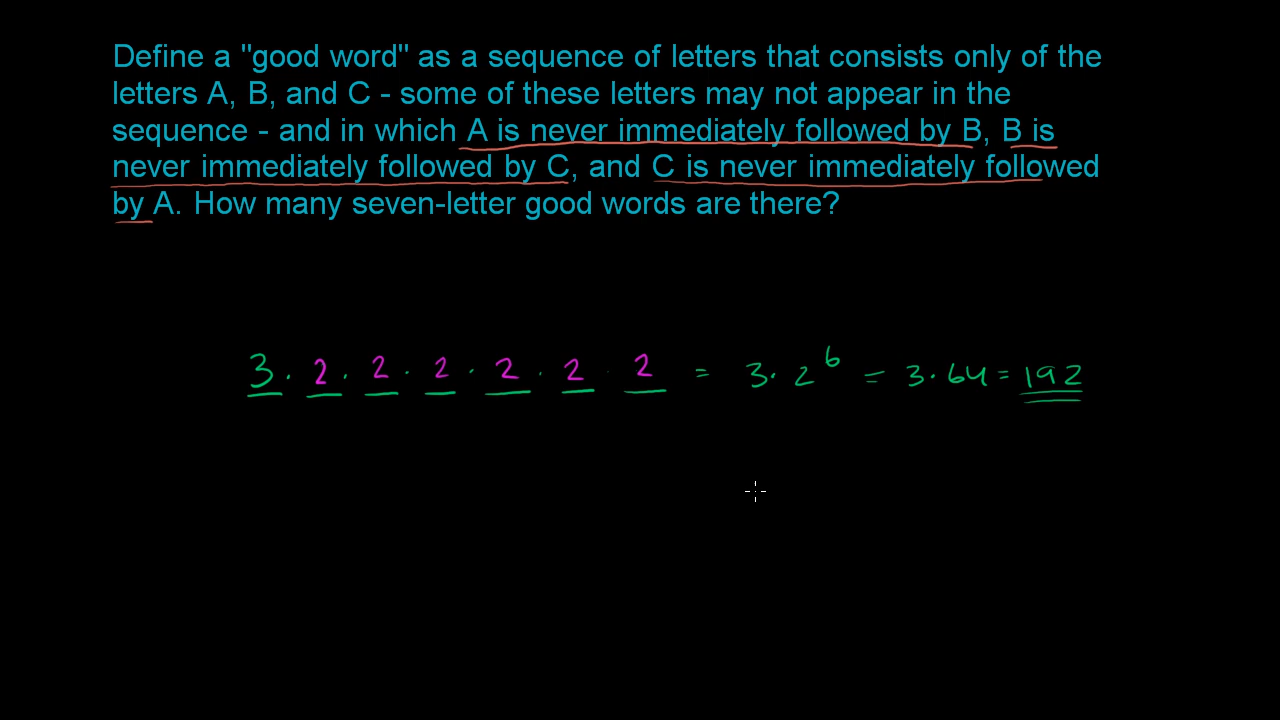 Define a "good word" as a sequence of letters that consists only of the
letters A, B, and C - some of these letters may not appear in the
sequence - and in which A is never immediately followed by B, B is
never immediately followed by C, and C is never immediately followed
by A. How many seven-letter good words are there?
3 · 2 · 2 · 2 · 2 · 2 · 2 = 3 · 2⁶ = 3 · 64 = 192